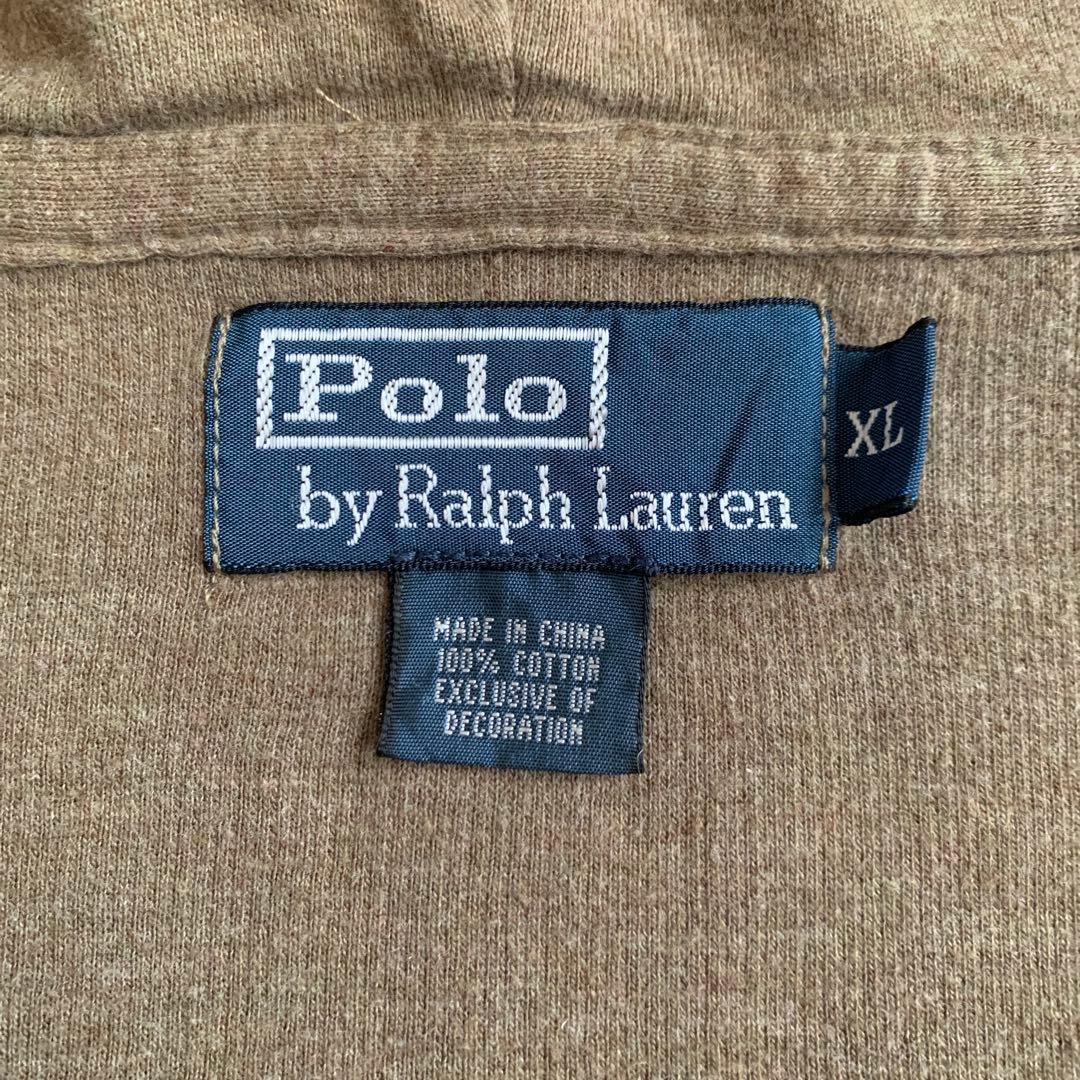 Polo
by Ralph Lauren
XL
MADE IN CHINA
100% COTTON
EXCLUSIVE OF
DECORATION